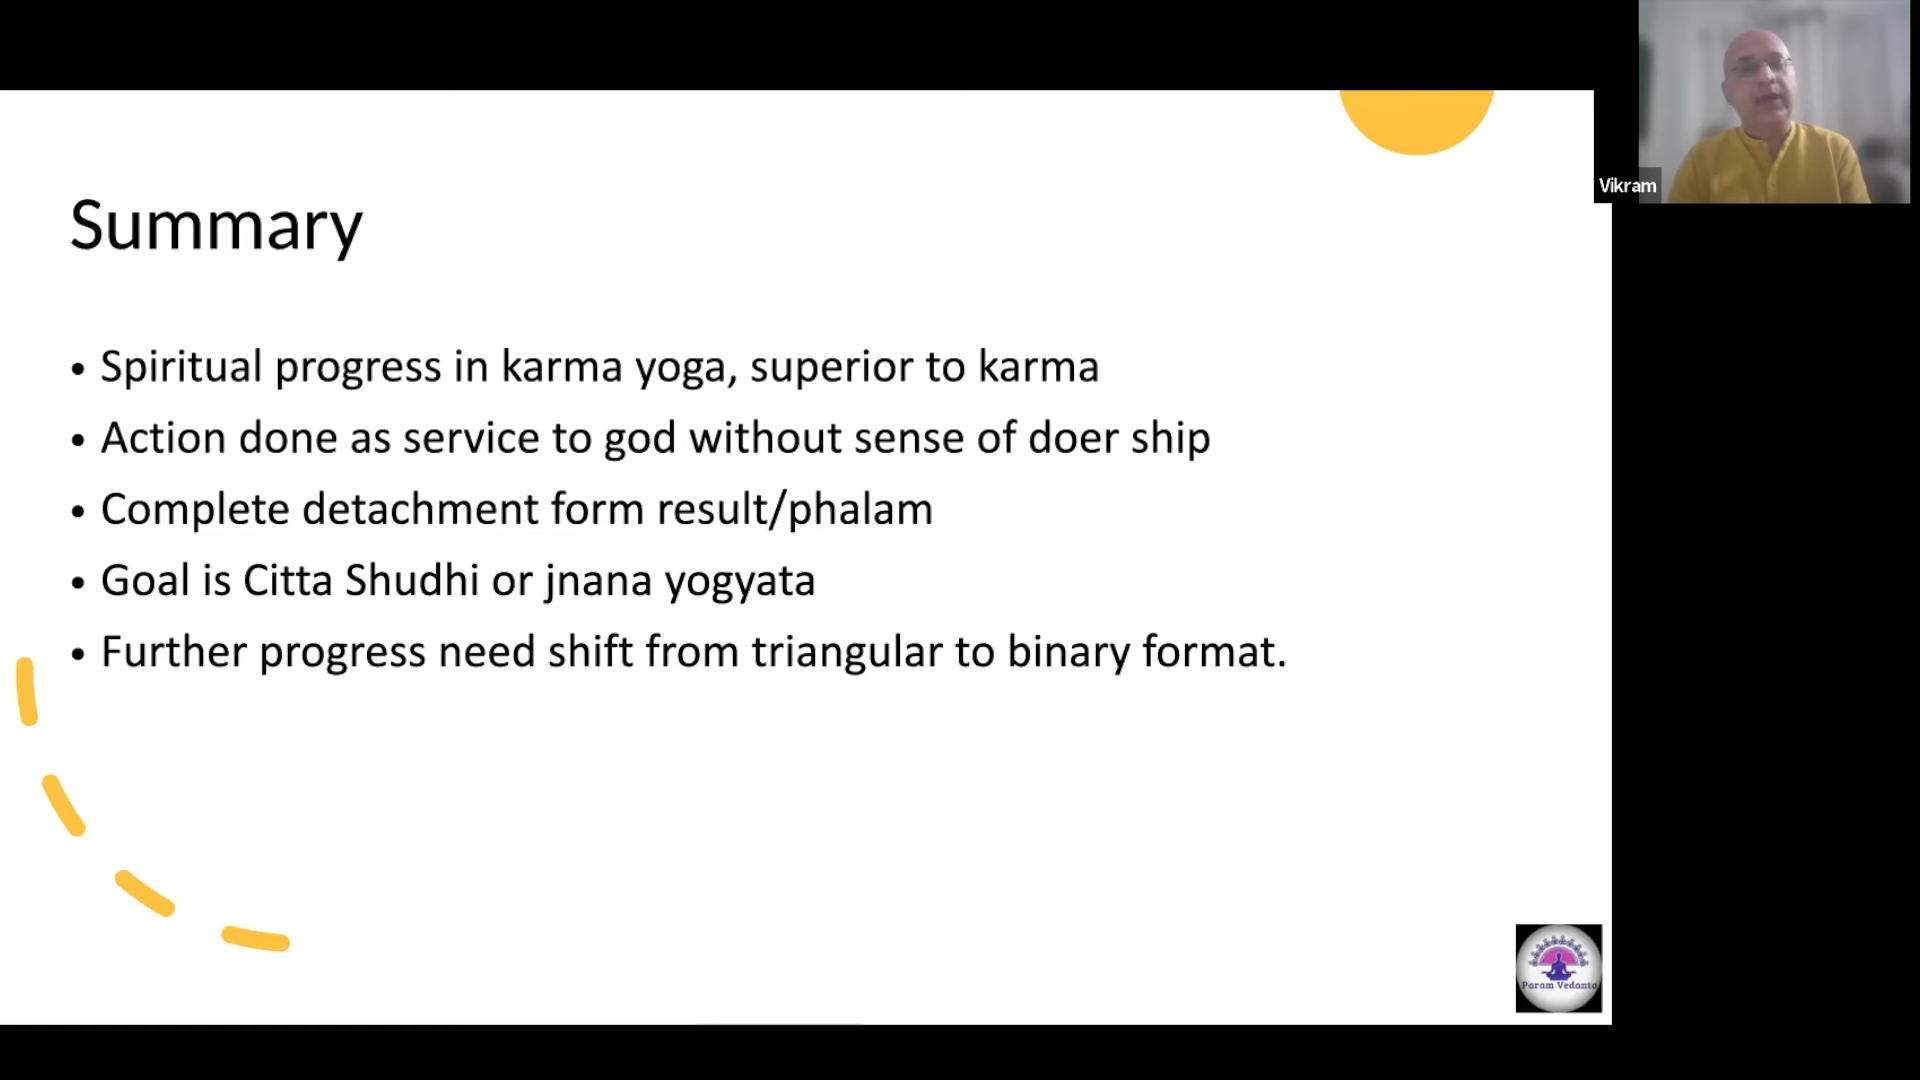 Vikram
Summary
• Spiritual progress in karma yoga, superior to karma
• Action done as service to god without sense of doer ship
• Complete detachment form result/phalam
• Goal is Citta Shudhi or jnana yogyata
• Further progress need shift from triangular to binary format.
Param Vedanta